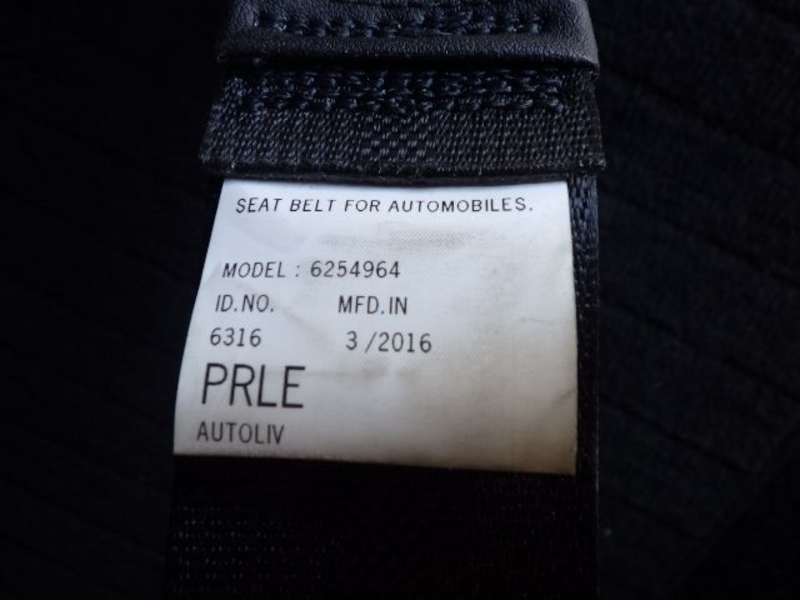 SEAT BELT FOR AUTOMOBILES.
MODEL : 6254964
ID.NO. MFD.IN
6316 3 /2016
PRLE
AUTOLIV